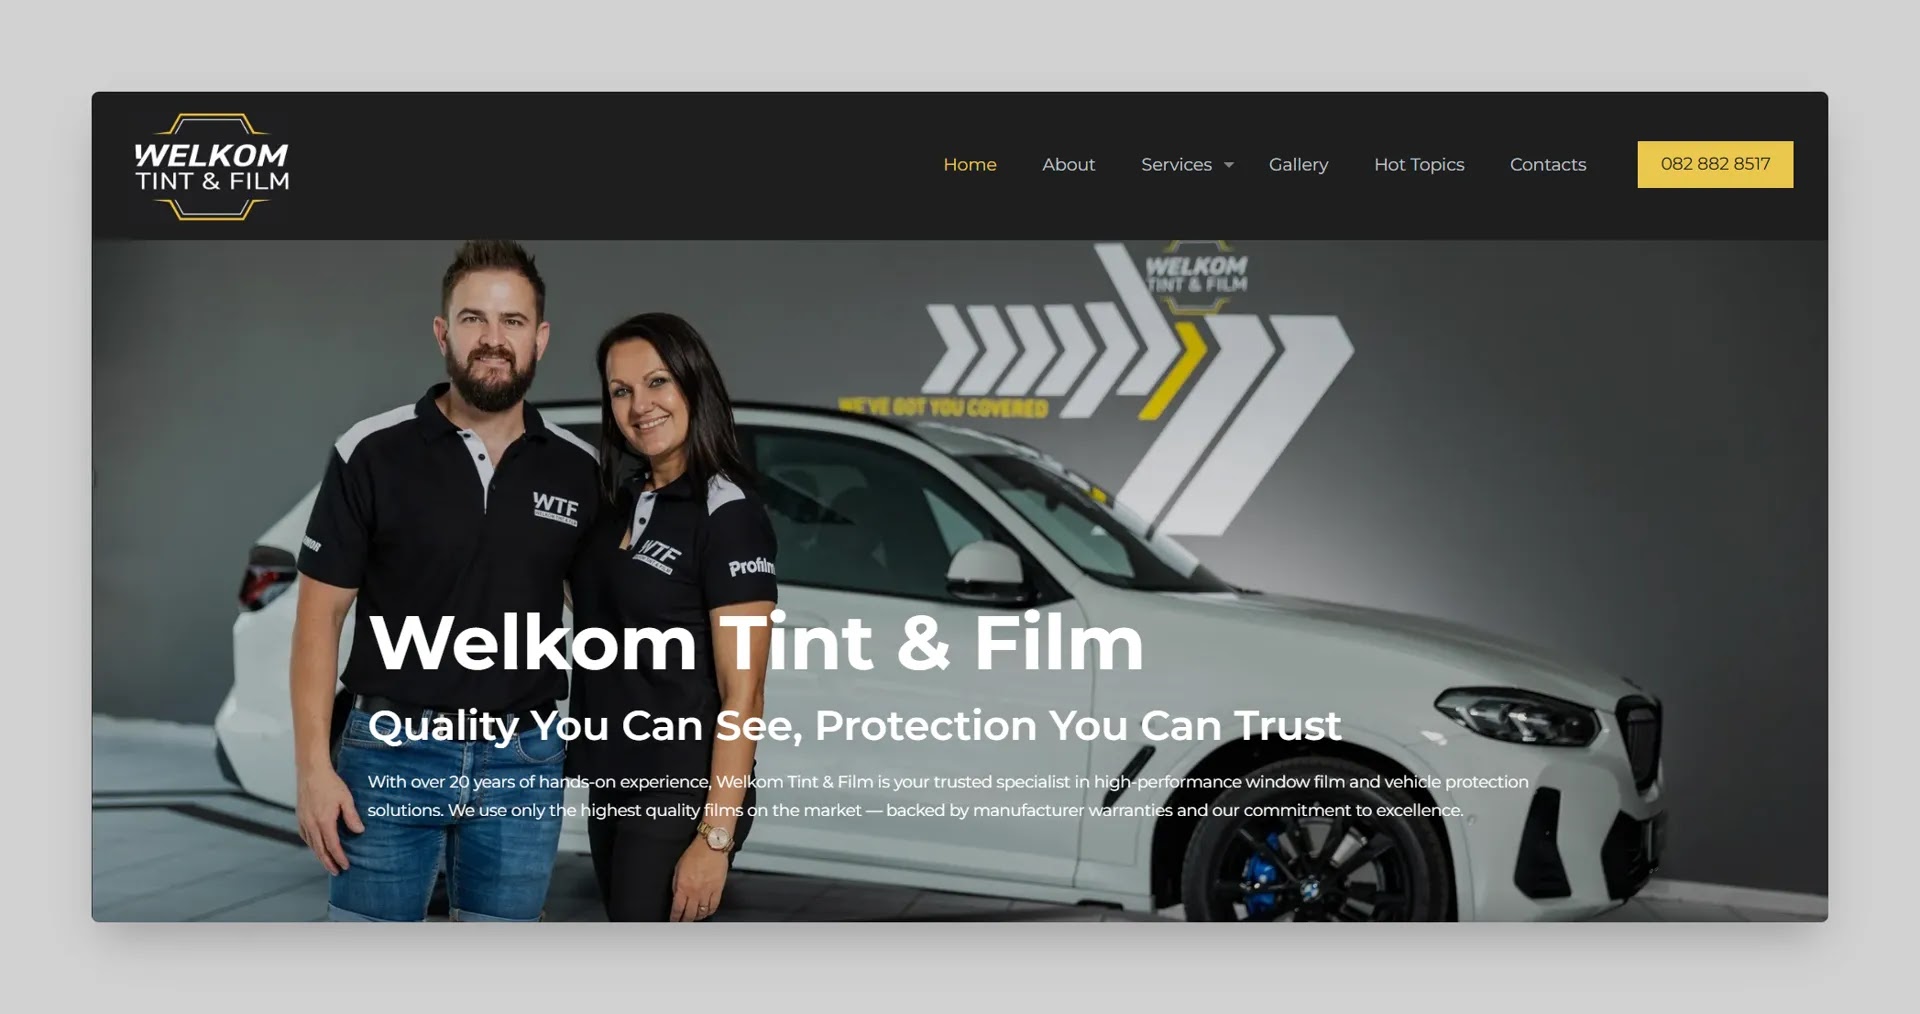 WELKOM
TINT & FILM
Home
About
Services
Gallery
Hot Topics
Contacts
082 882 8517
WELKOM
TINT & FILM
WE'VE GOT YOU COVERED
WTF
WTF
Profilm
Welkom Tint & Film
Quality You Can See, Protection You Can Trust
With over 20 years of hands-on experience, Welkom Tint & Film is your trusted specialist in high-performance window film and vehicle protection
solutions. We use only the highest quality films on the market — backed by manufacturer warranties and our commitment to excellence.